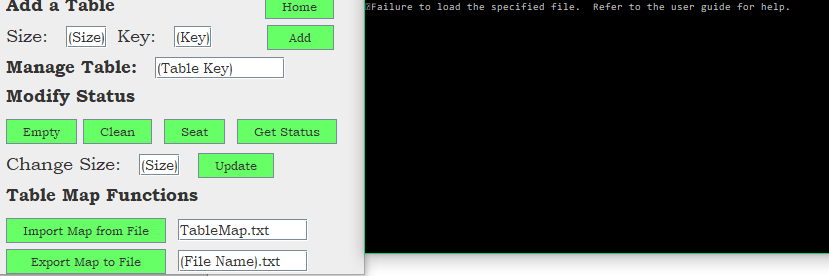 Add a Table Home
Size: (Size) Key: (Key) Add
Manage Table: (Table Key)
Modify Status
Empty Clean Seat Get Status
Change Size: (Size) Update
Table Map Functions
Import Map from File TableMap.txt
Export Map to File (File Name).txt
Failure to load the specified file.  Refer to the user guide for help.